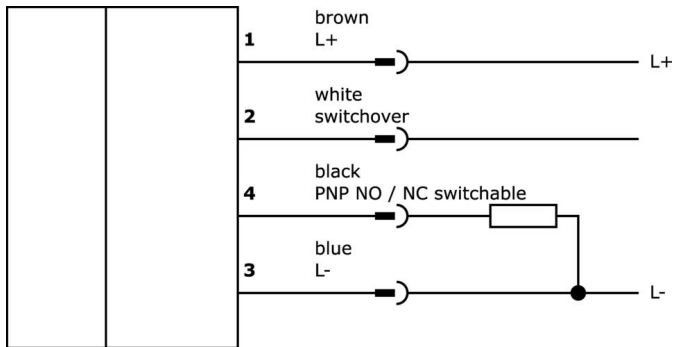 brown
1 L+
L+
white
2 switchover
black
4 PNP NO / NC switchable
blue
3 L-
L-